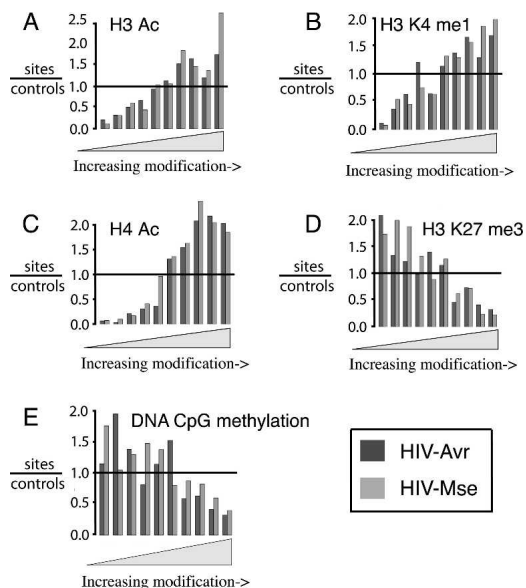 A
H3 Ac
sites
controls
2.5
2.0
1.5
1.0
0.5
0
Increasing modification->
B
H3 K4 me1
sites
controls
2.0
1.5
1.0
0.5
0
Increasing modification->
C
H4 Ac
sites
controls
2.0
1.5
1.0
0.5
0.0
Increasing modification->
D
H3 K27 me3
sites
controls
2.0
1.5
1.0
0.5
0.0
Increasing modification->
E
DNA CpG methylation
sites
controls
2.0
1.5
1.0
0.5
0.0
Increasing modification->
HIV-Avr
HIV-Mse